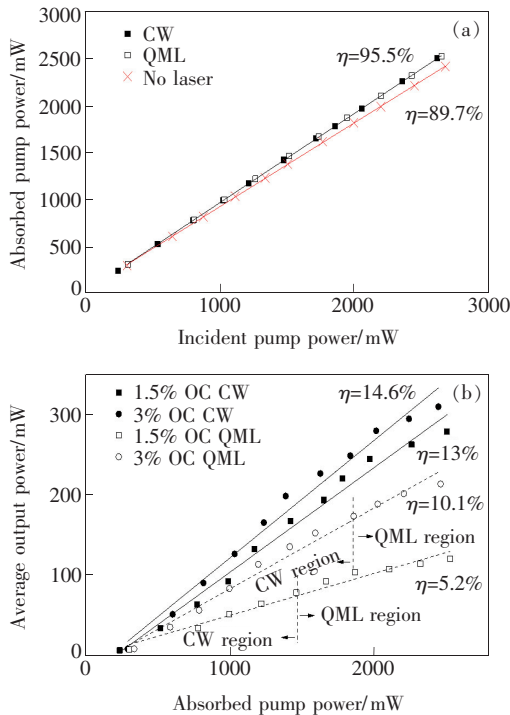 (a)
CW
QML
No laser
η=95.5%
η=89.7%
3000
2500
2000
1500
1000
500
0
Absorbed pump power/mW
0
1000
2000
3000
Incident pump power/mW
(b)
1.5% OC CW
3% OC CW
1.5% OC QML
3% OC QML
η=14.6%
η=13%
η=10.1%
η=5.2%
QML region
CW region
QML region
CW region
300
200
100
0
Average output power/mW
0
1000
2000
Absorbed pump power/mW